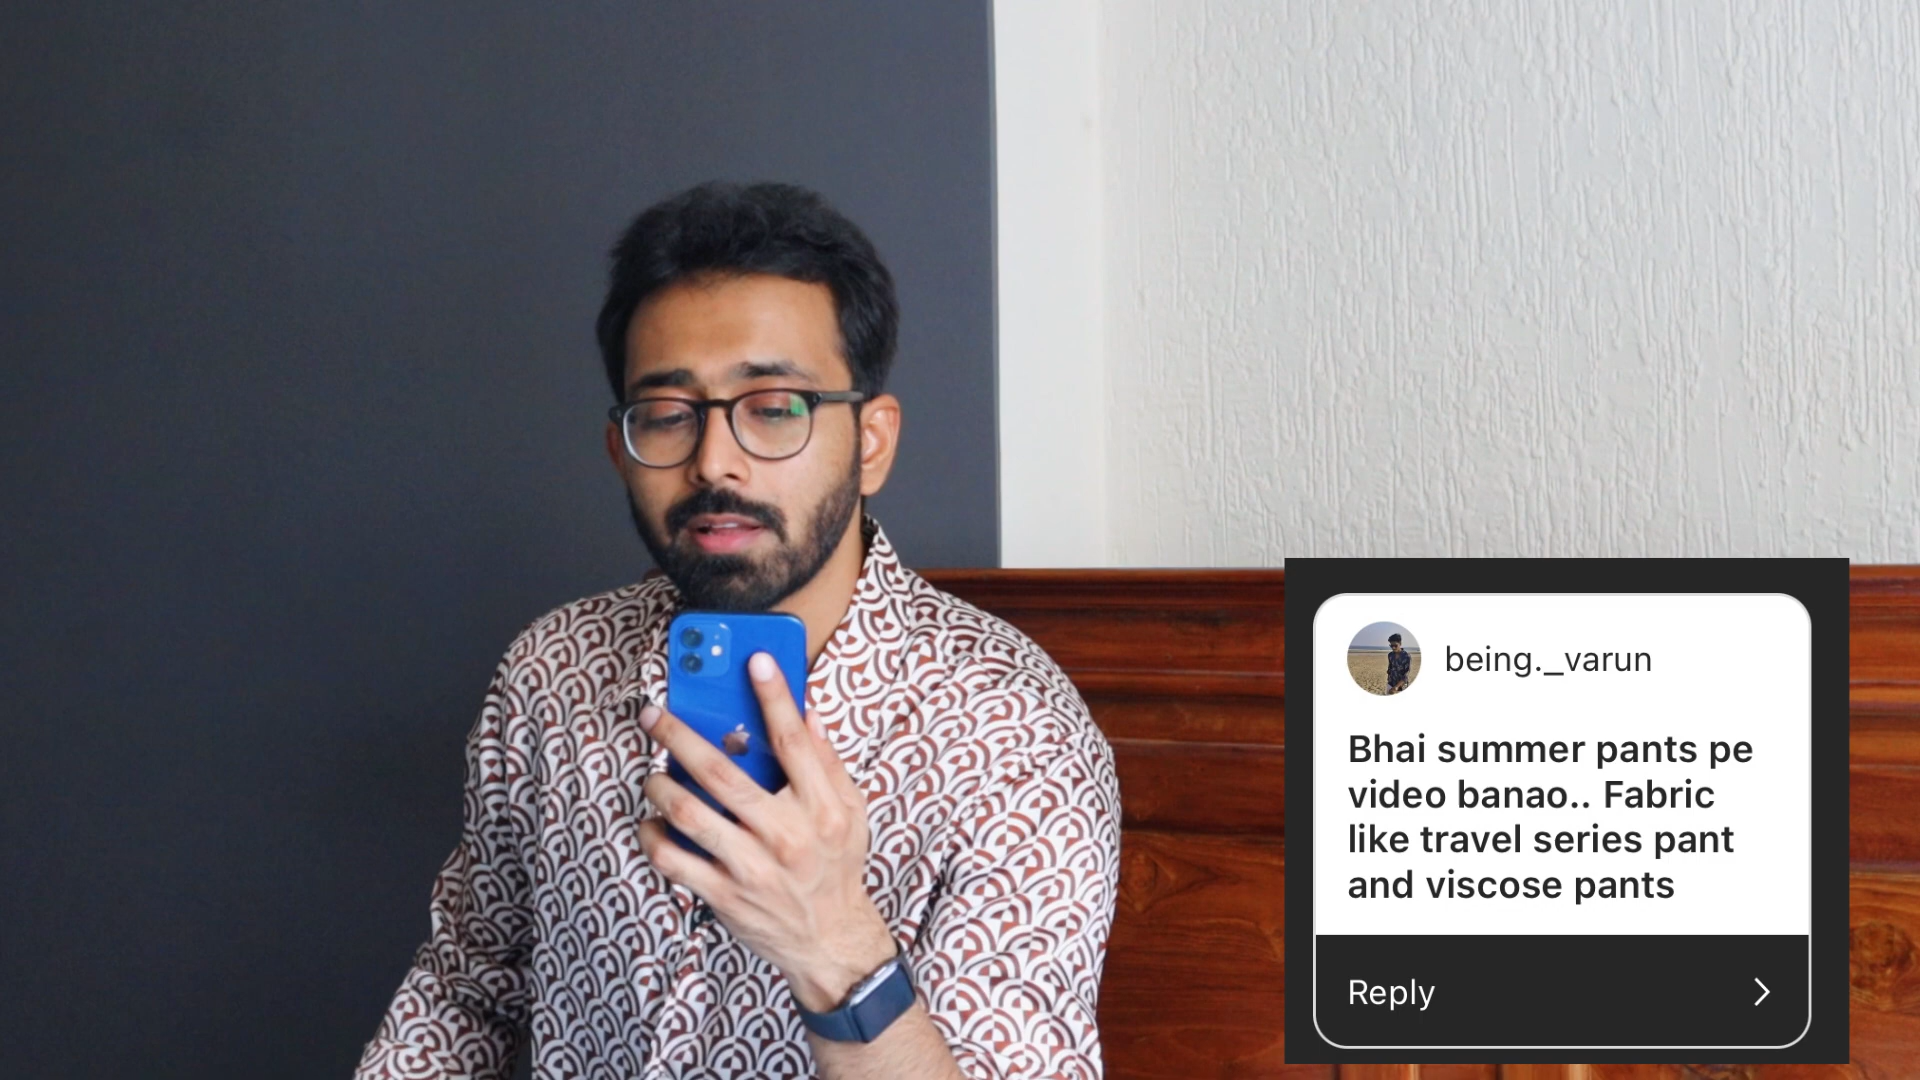 being._varun
Bhai summer pants pe
video banao.. Fabric
like travel series pant
and viscose pants
Reply